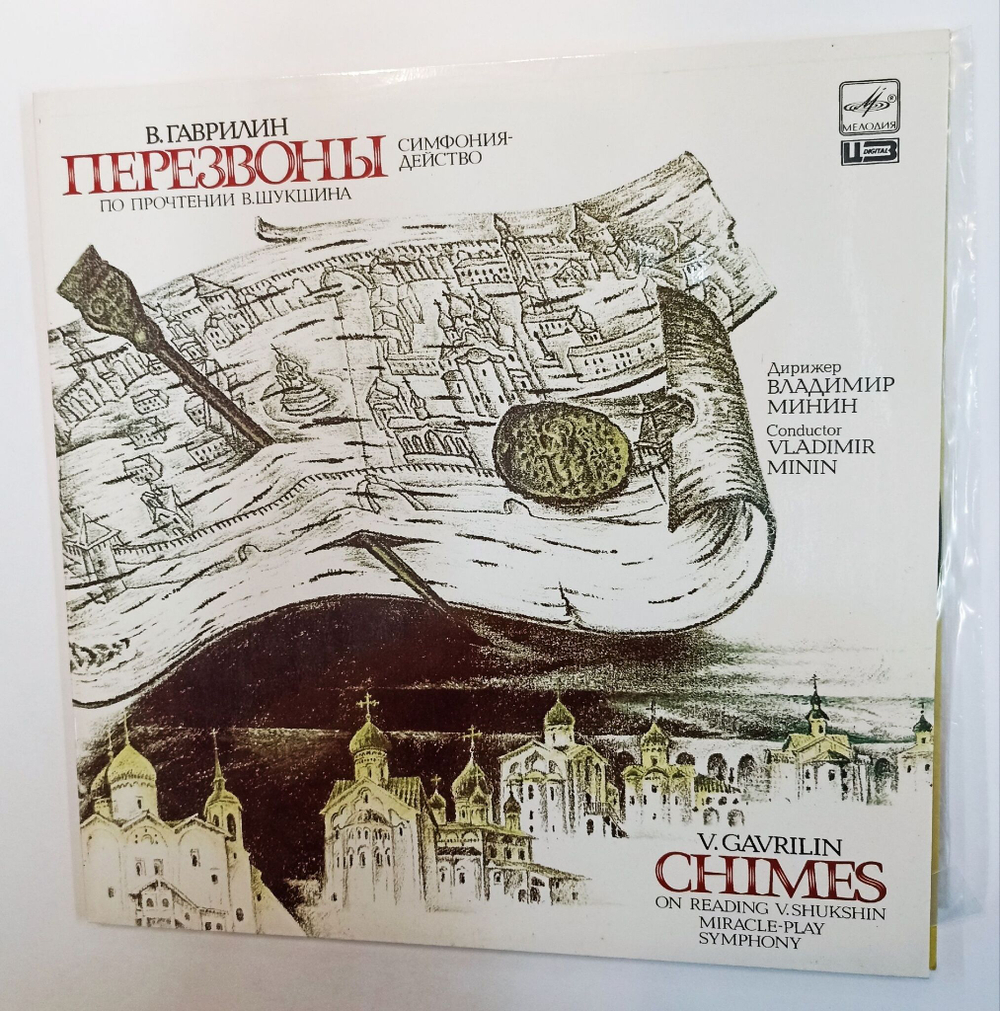 В.ГАВРИЛИН
ПЕРЕЗВОНЫ
СИМФОНИЯ-
ДЕЙСТВО
ПО ПРОЧТЕНИИ В.ШУКШИНА
МЕЛОДИЯ
ЦЗ DIGITAL
Дирижер
ВЛАДИМИР
МИНИН
Conductor
VLADIMIR
MININ
V. GAVRILIN
CHIMES
ON READING V.SHUKSHIN
MIRACLE-PLAY
SYMPHONY